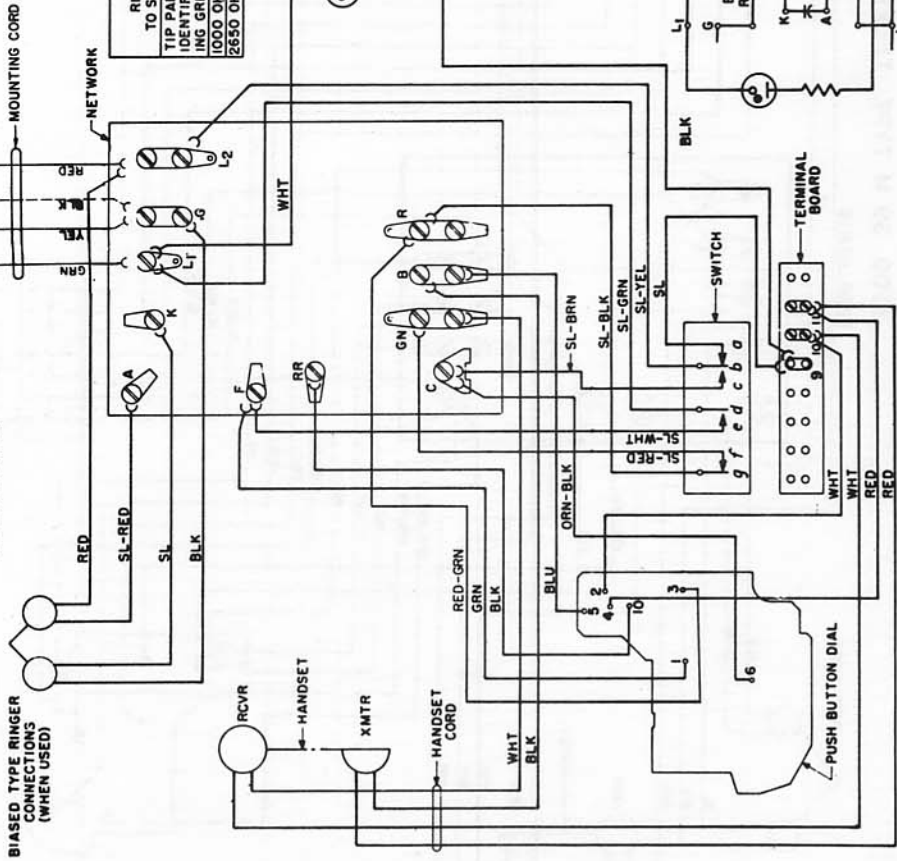 BIASED TYPE RINGER
CONNECTIONS
(WHEN USED)
MOUNTING CORD
NETWORK
TO S
TIP PAR
IDENTIF
ING GRI
1000 OH
2650 OH
RED
BLK
YEL
GRN
L2
G
L1
K
A
F
RR
R
B
GN
C
WHT
RED
SL-RED
SL
BLK
L1
G
K
A
BLK
RCVR
HANDSET
XMTR
HANDSET
CORD
RED-GRN
GRN
BLK
BLU
ORN-BLK
WHT
BLK
SL-BRN
SL-BLK
SL-GRN
SL-YEL
SL
SL-WHT
SL-RED
SWITCH
a
b
c
d
e
f
g
TERMINAL
BOARD
9
10
11
WHT
WHT
RED
RED
1
2
3
4
5
6
10
PUSH BUTTON DIAL